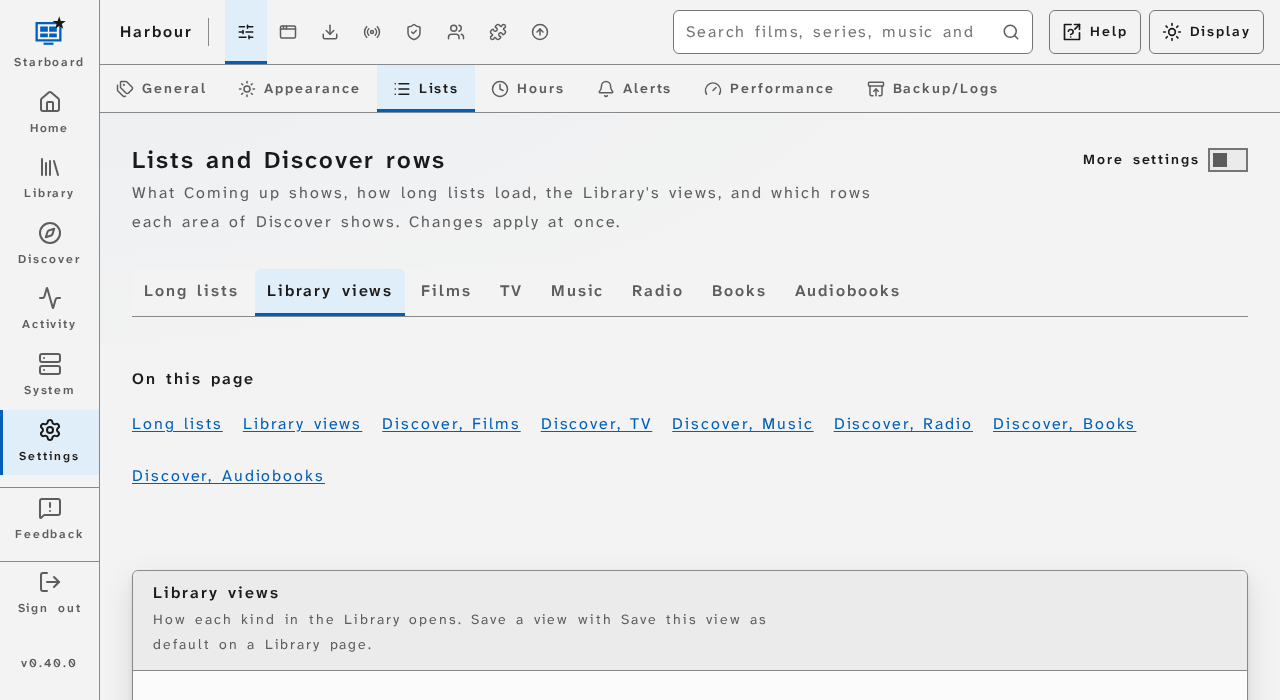 Starboard
Home
Library
Discover
Activity
System
Settings
Feedback
Sign out
v0.40.0
Harbour
Search films, series, music and
Help
Display
General
Appearance
Lists
Hours
Alerts
Performance
Backup/Logs
Lists and Discover rows
More settings
What Coming up shows, how long lists load, the Library's views, and which rows
each area of Discover shows. Changes apply at once.
Long lists
Library views
Films
TV
Music
Radio
Books
Audiobooks
On this page
Long lists
Library views
Discover, Films
Discover, TV
Discover, Music
Discover, Radio
Discover, Books
Discover, Audiobooks
Library views
How each kind in the Library opens. Save a view with Save this view as
default on a Library page.